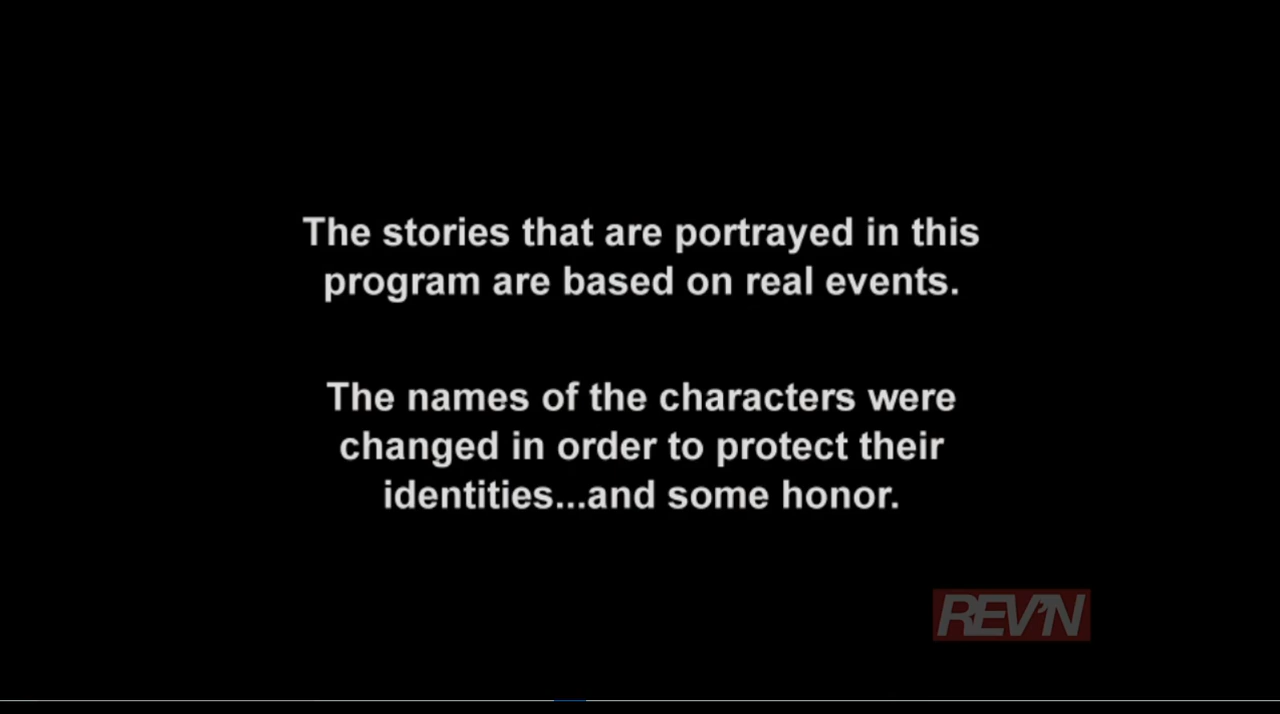 The stories that are portrayed in this
program are based on real events.
The names of the characters were
changed in order to protect their
identities...and some honor.
REV'N